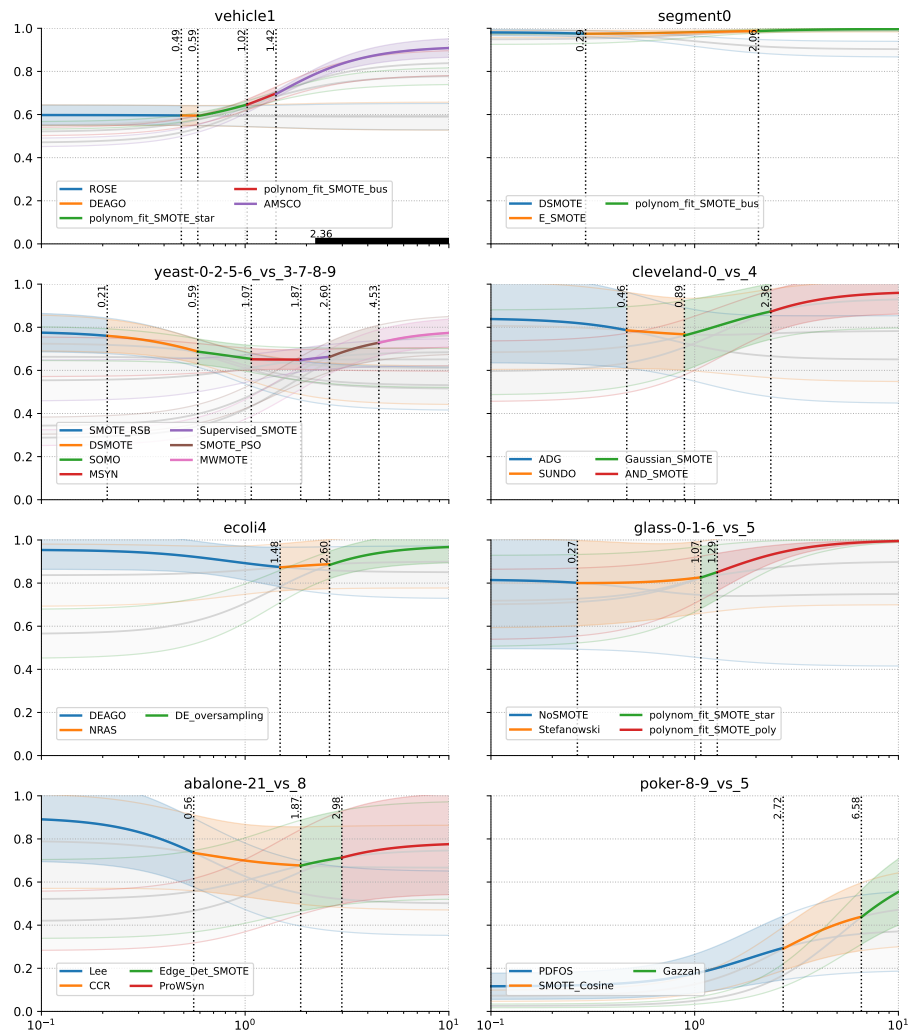 vehicle1
segment0
1.0
0.8
0.6
0.4
0.2
0.0
0.49
0.59
1.02
1.42
2.36
ROSE
DEAGO
polynom_fit_SMOTE_star
polynom_fit_SMOTE_bus
AMSCO
0.29
2.06
DSMOTE
E_SMOTE
polynom_fit_SMOTE_bus
yeast-0-2-5-6_vs_3-7-8-9
cleveland-0_vs_4
1.0
0.8
0.6
0.4
0.2
0.0
0.21
0.59
1.07
1.87
2.60
4.53
SMOTE_RSB
DSMOTE
SOMO
MSYN
Supervised_SMOTE
SMOTE_PSO
MWMOTE
0.46
0.89
2.36
ADG
SUNDO
Gaussian_SMOTE
AND_SMOTE
ecoli4
glass-0-1-6_vs_5
1.0
0.8
0.6
0.4
0.2
0.0
1.48
2.60
DEAGO
NRAS
DE_oversampling
0.27
1.07
1.29
NoSMOTE
Stefanowski
polynom_fit_SMOTE_star
polynom_fit_SMOTE_poly
abalone-21_vs_8
poker-8-9_vs_5
1.0
0.8
0.6
0.4
0.2
0.0
0.56
1.87
2.98
Lee
CCR
Edge_Det_SMOTE
ProWSyn
2.72
6.58
PDFOS
SMOTE_Cosine
Gazzah
10⁻¹
10⁰
10¹
10⁻¹
10⁰
10¹